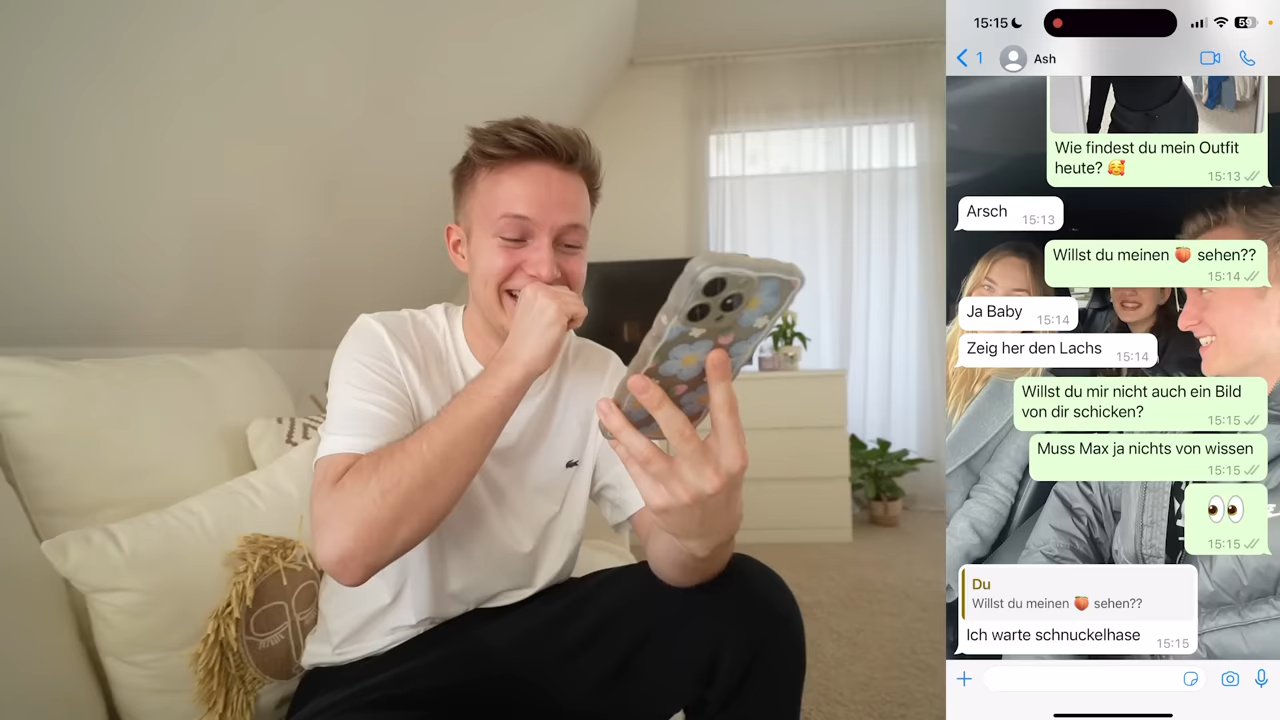 15:15
59
1
Ash
Wie findest du mein Outfit
heute? 🥰
15:13
Arsch
15:13
Willst du meinen 🍑 sehen??
15:14
Ja Baby
15:14
Zeig her den Lachs
15:14
Willst du mir nicht auch ein Bild
von dir schicken?
15:15
Muss Max ja nichts von wissen
15:15
👀
15:15
Du
Willst du meinen 🍑 sehen??
Ich warte schnuckelhase
15:15